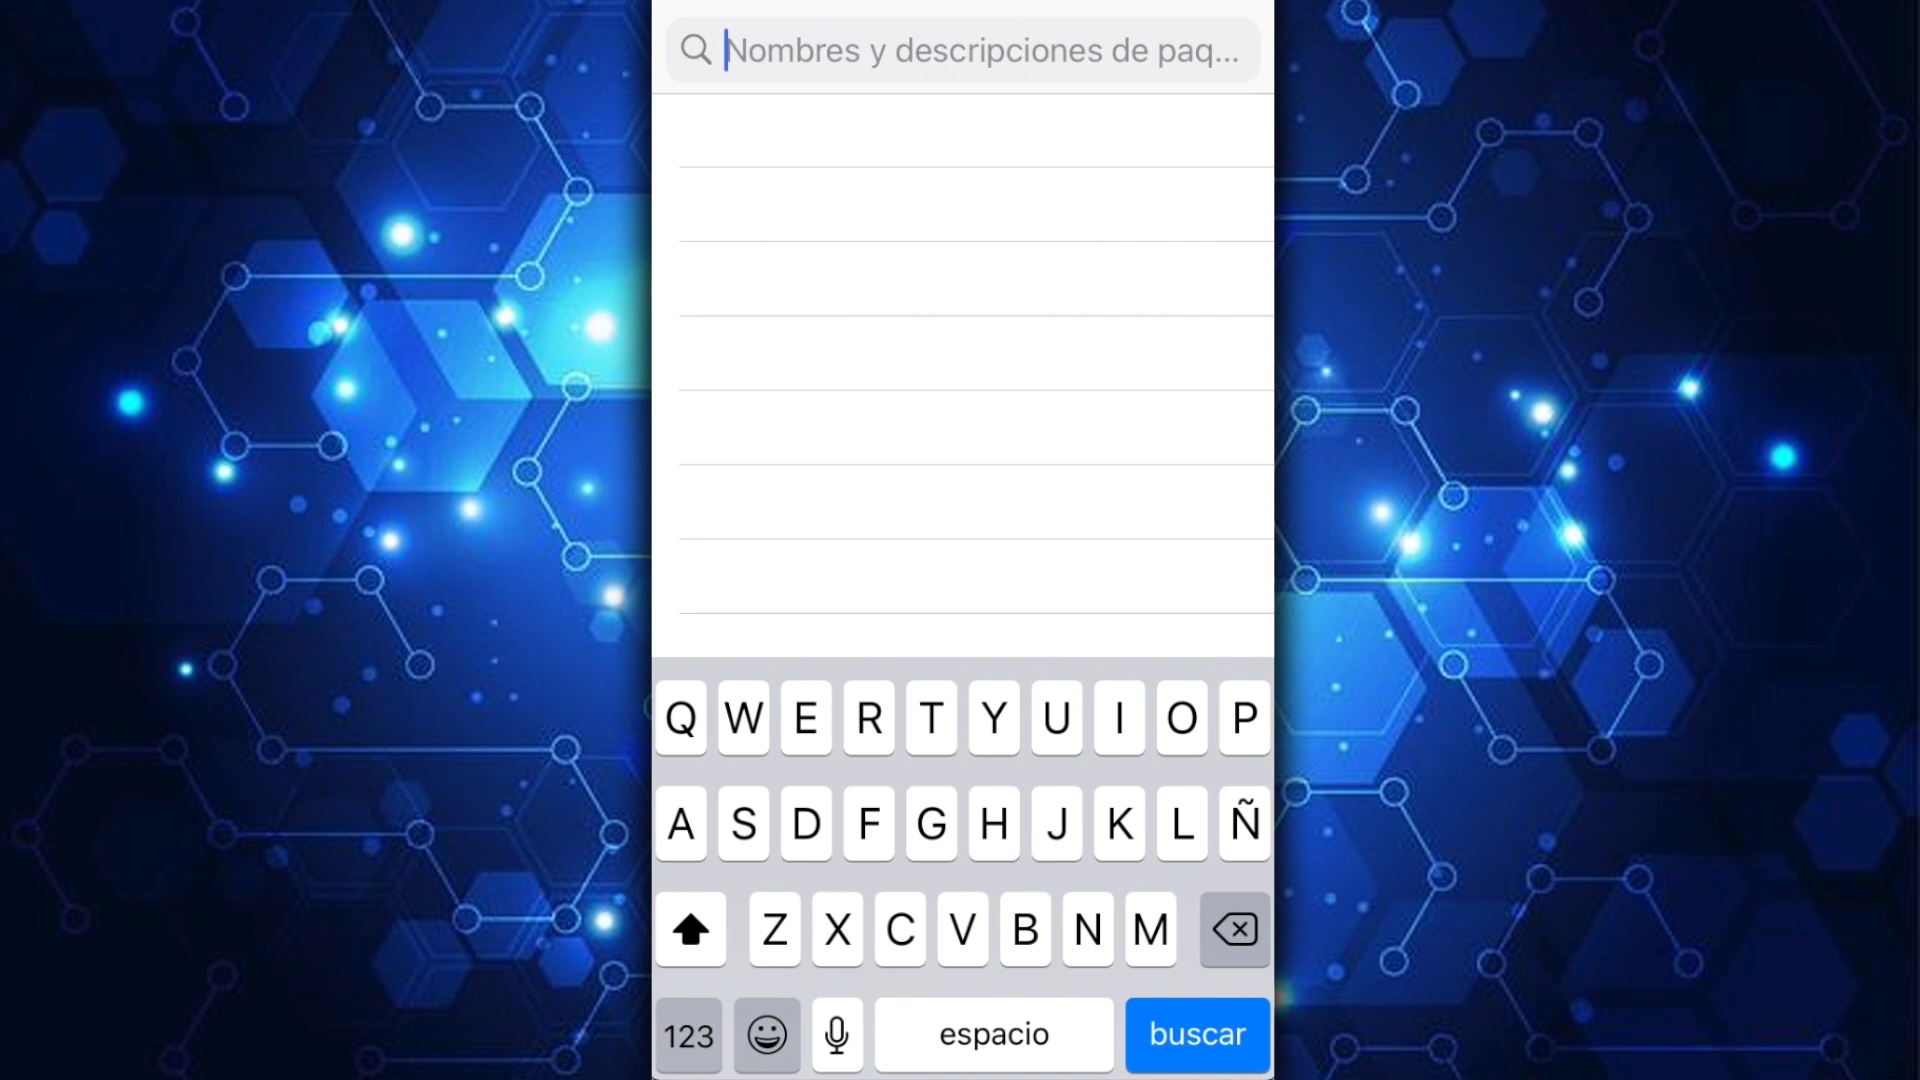 Nombres y descripciones de paq...
Q W E R T Y U I O P
A S D F G H J K L Ñ
Z X C V B N M
123 espacio buscar